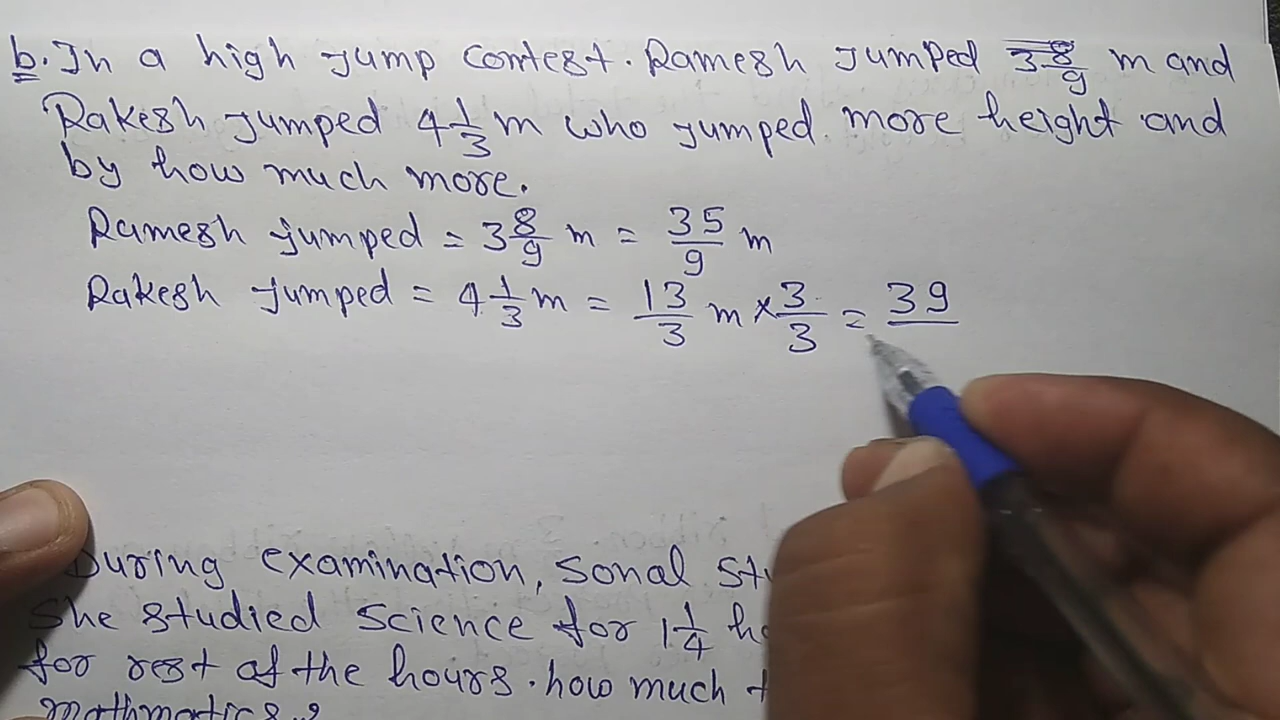 b. In a high jump contest. Ramesh jumped 3 8/9 m and
Rakesh jumped 4 1/3 m who jumped more height and
by how much more.
Ramesh jumped = 3 8/9 m = 35/9 m
Rakesh jumped = 4 1/3 m = 13/3 m × 3/3 = 39
During examination, sonal
She studied science for 1 1/4
for rest of the hours. how much
mathmatics?